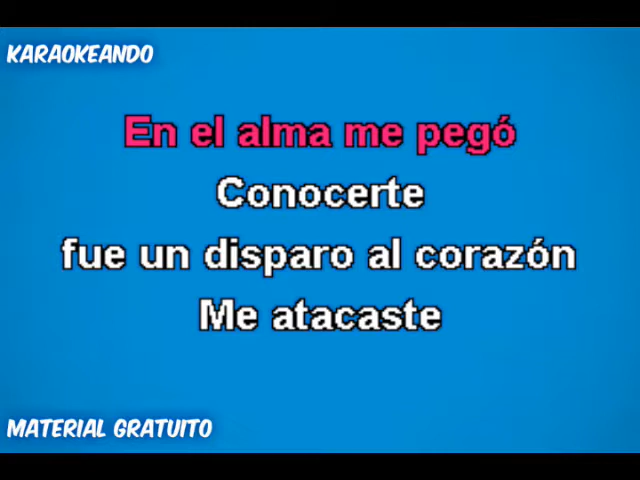 KARAOKEANDO
En el alma me pegó
Conocerte
fue un disparo al corazón
Me atacaste
MATERIAL GRATUITO